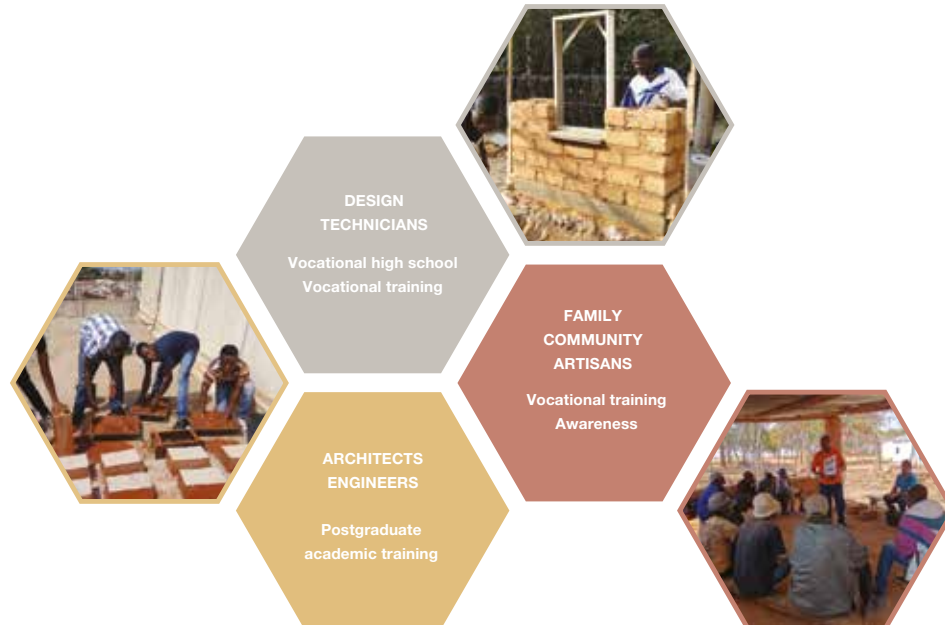 DESIGN
TECHNICIANS
Vocational high school
Vocational training
FAMILY
COMMUNITY
ARTISANS
Vocational training
Awareness
ARCHITECTS
ENGINEERS
Postgraduate
academic training